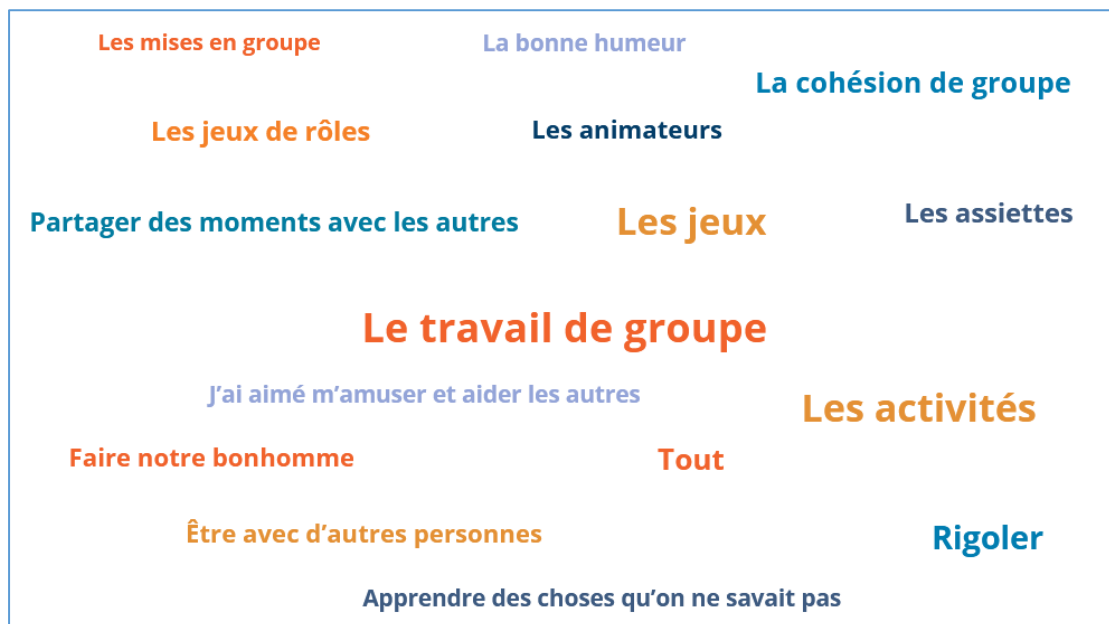 Les mises en groupe
La bonne humeur
La cohésion de groupe
Les jeux de rôles
Les animateurs
Partager des moments avec les autres
Les jeux
Les assiettes
Le travail de groupe
J’ai aimé m’amuser et aider les autres
Les activités
Faire notre bonhomme
Tout
Être avec d’autres personnes
Rigoler
Apprendre des choses qu’on ne savait pas